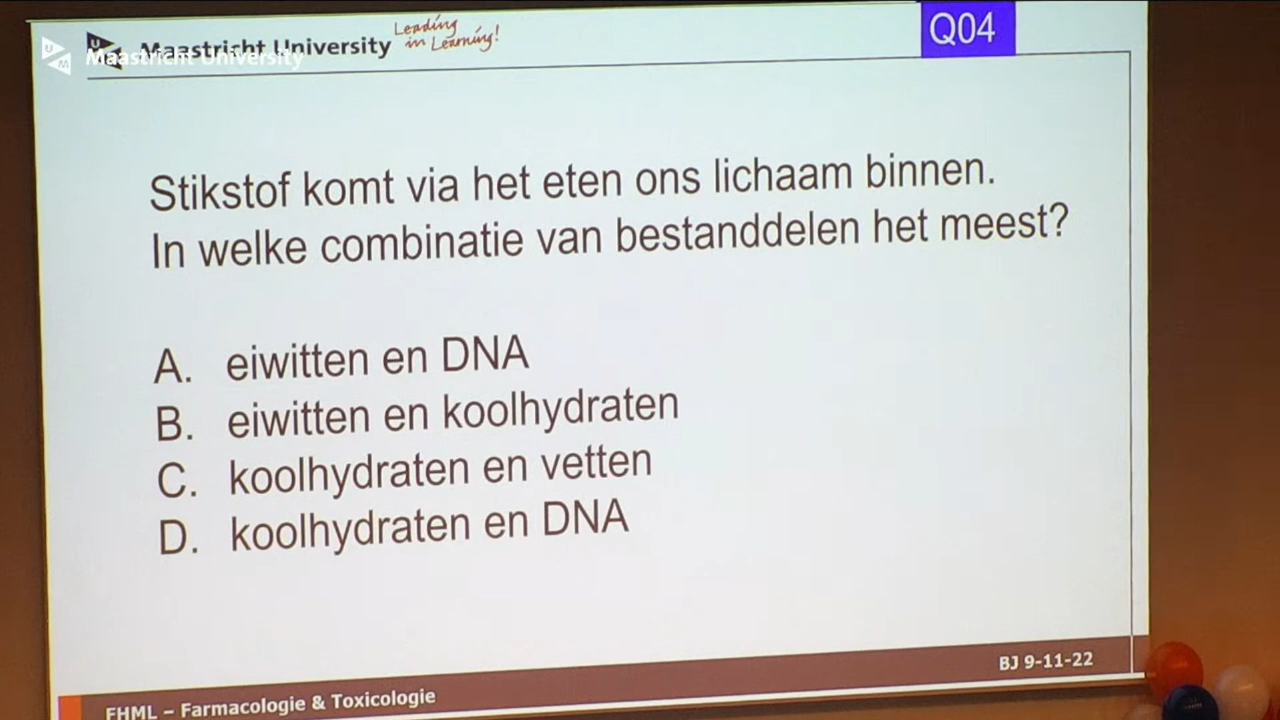 Maastricht University
Leading
in Learning!
Maastricht University
Q04
Stikstof komt via het eten ons lichaam binnen.
In welke combinatie van bestanddelen het meest?
A. eiwitten en DNA
B. eiwitten en koolhydraten
C. koolhydraten en vetten
D. koolhydraten en DNA
FHML – Farmacologie & Toxicologie
BJ 9-11-22